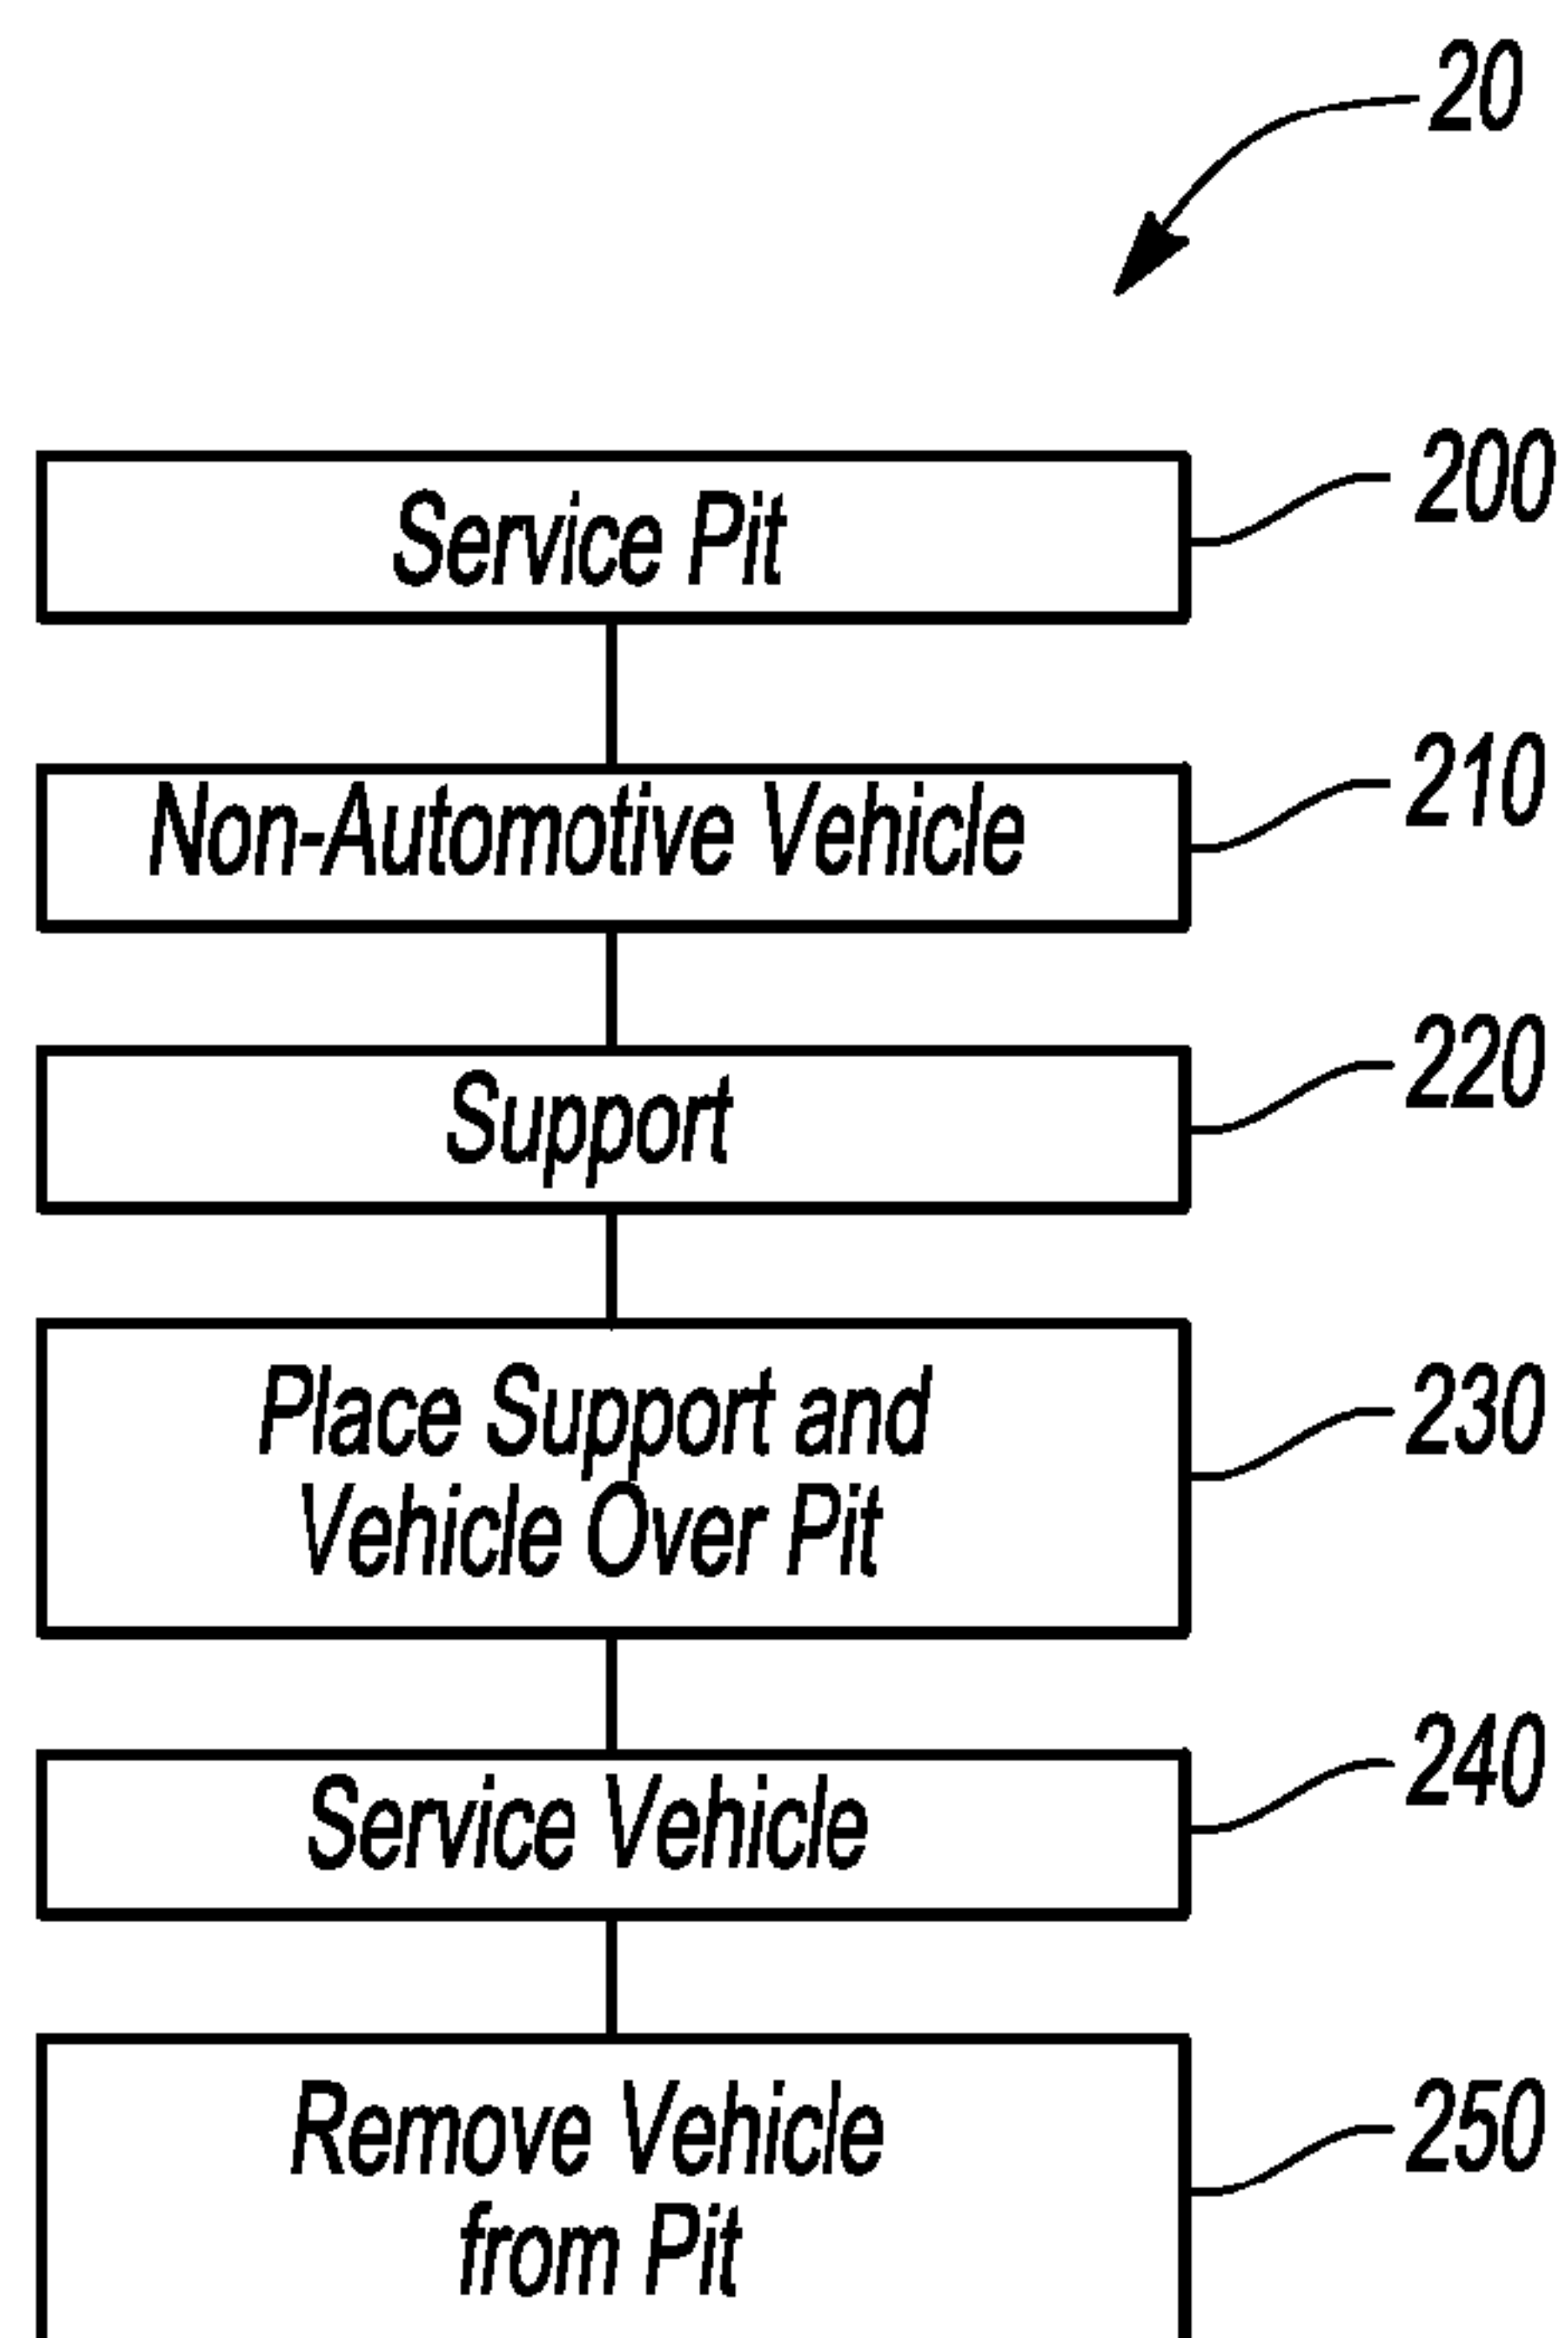 20
Service Pit
200
Non-Automotive Vehicle
210
Support
220
Place Support and
Vehicle Over Pit
230
Service Vehicle
240
Remove Vehicle
from Pit
250